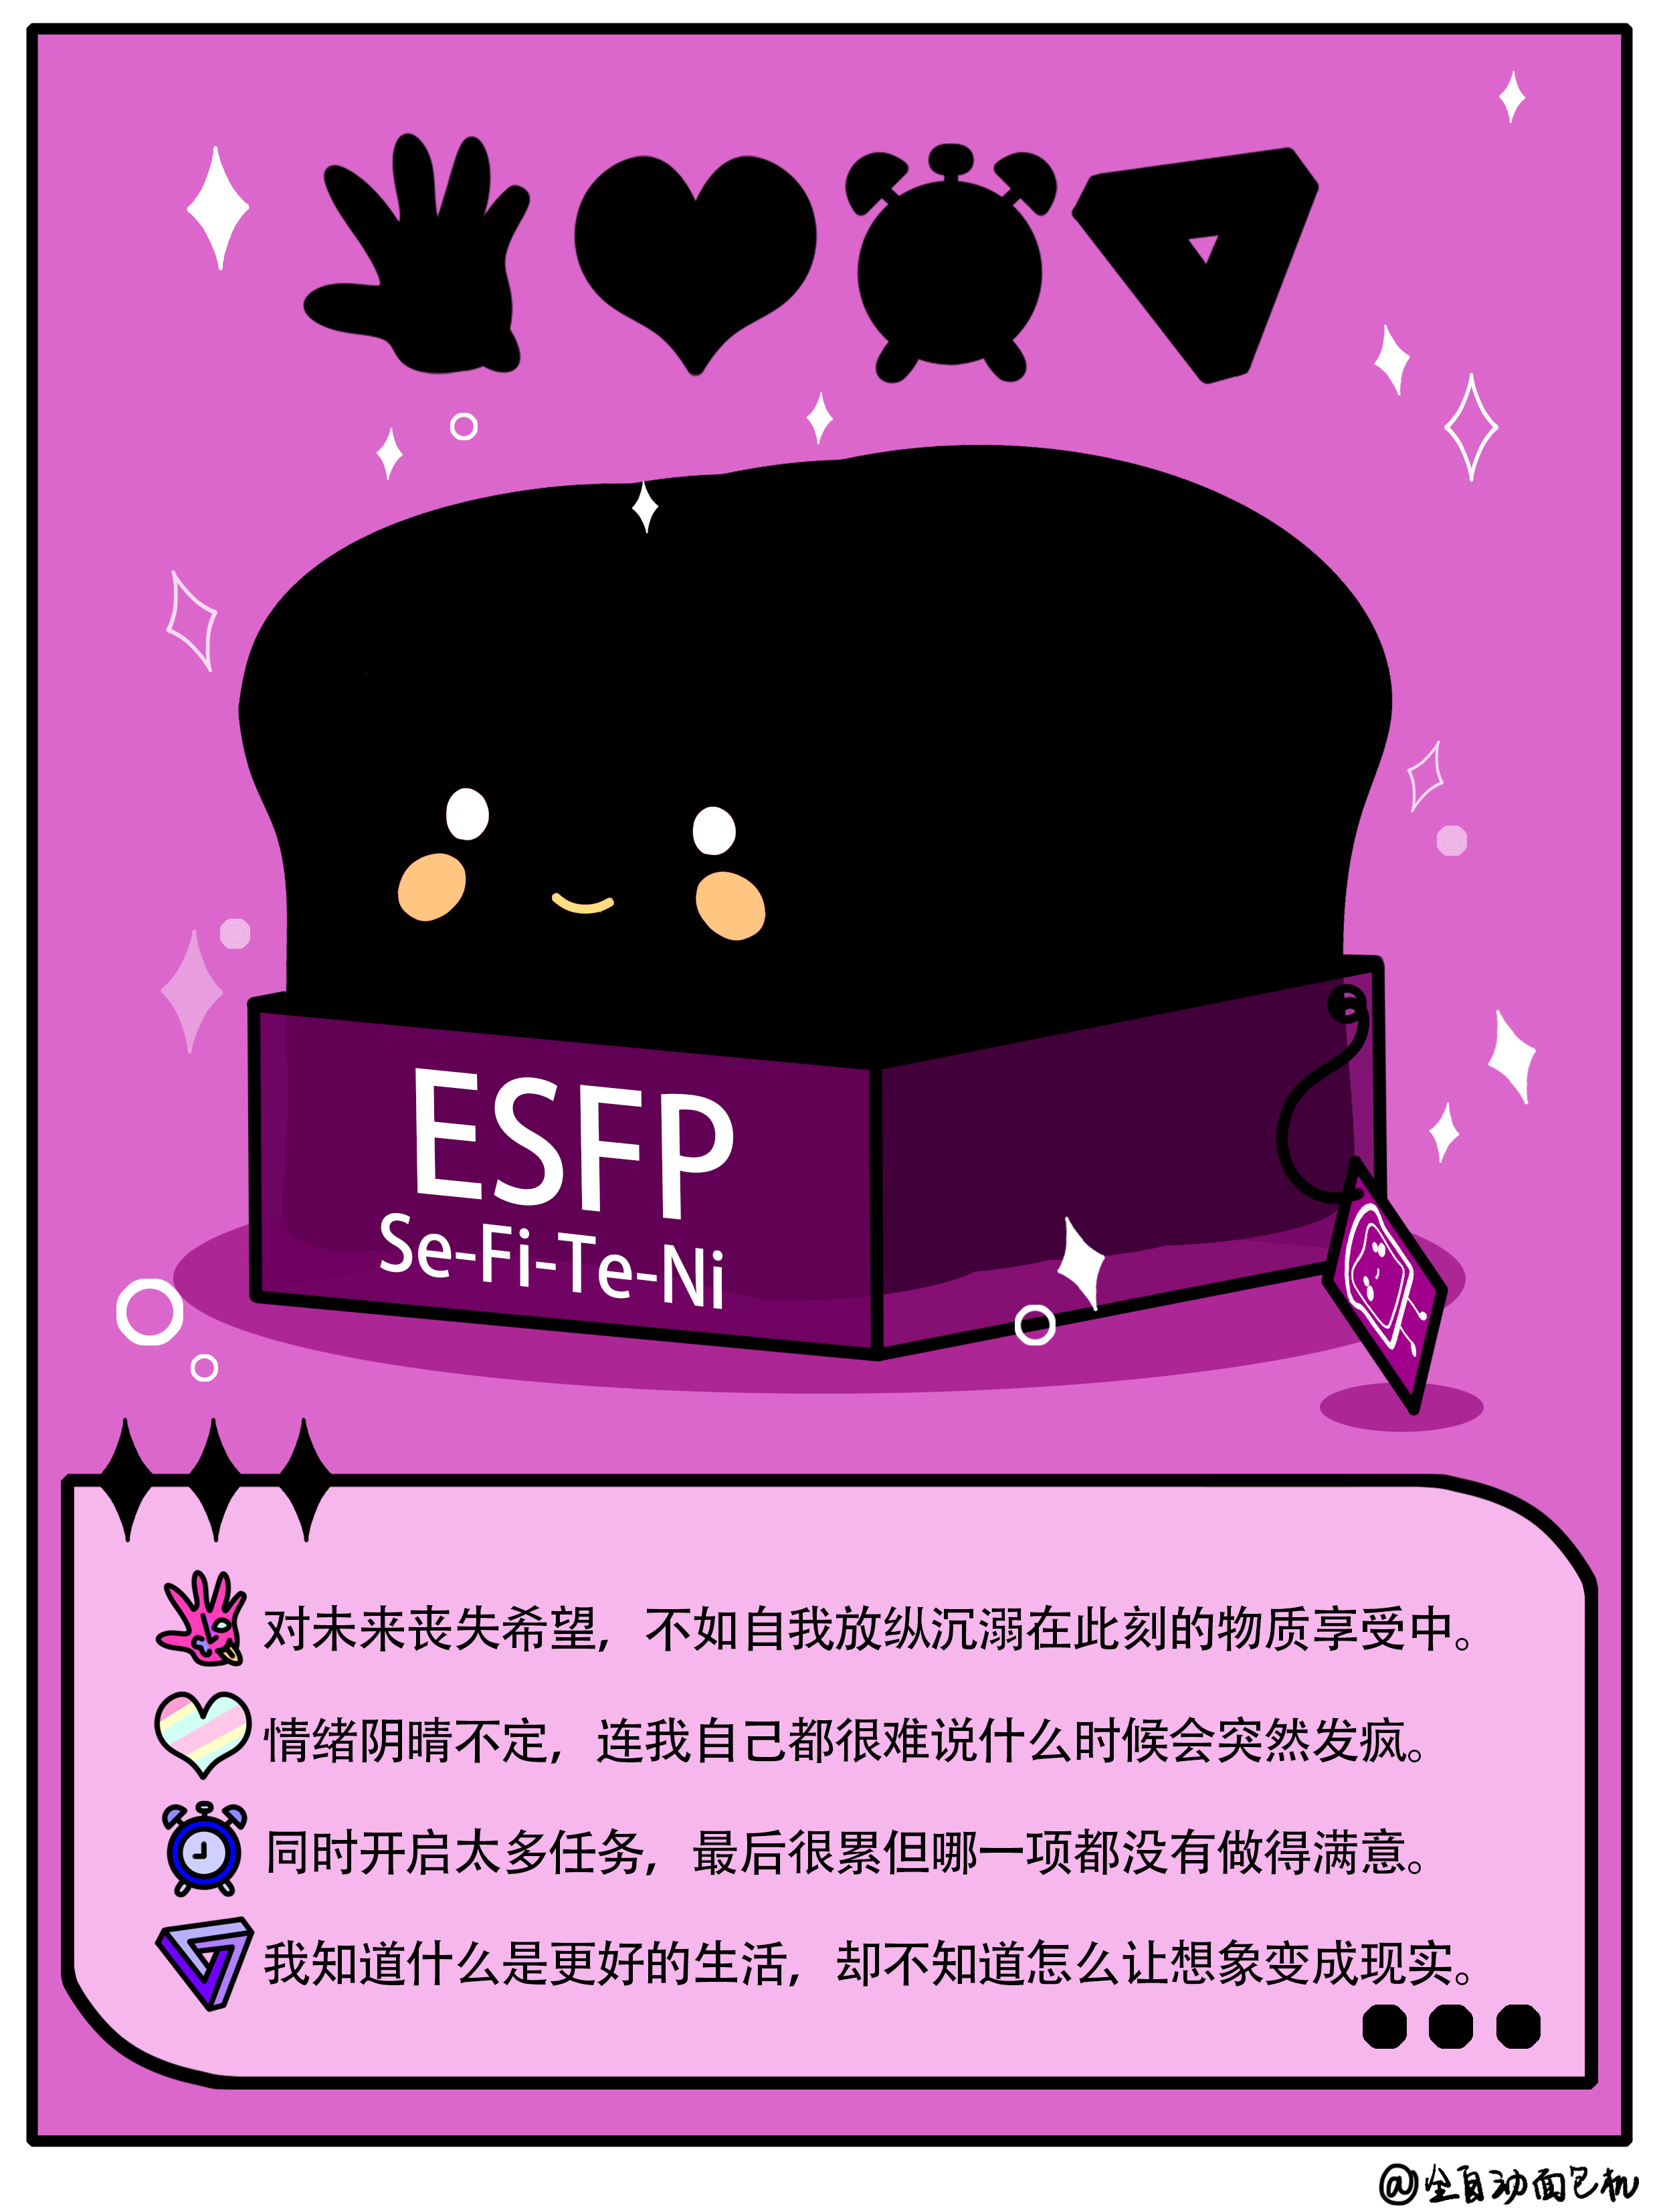 ESFP
Se-Fi-Te-Ni
对未来丧失希望，不如自我放纵沉溺在此刻的物质享受中。
情绪阴晴不定，连我自己都很难说什么时候会突然发疯。
同时开启太多任务，最后很累但哪一项都没有做得满意。
我知道什么是更好的生活，却不知道怎么让想象变成现实。
@全自动面包机